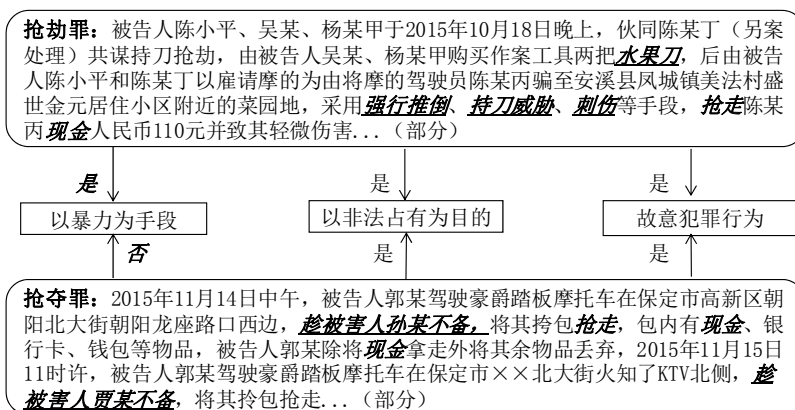 抢劫罪：被告人陈小平、吴某、杨某甲于2015年10月18日晚上，伙同陈某丁（另案
处理）共谋持刀抢劫，由被告人吴某、杨某甲购买作案工具两把水果刀，后由被告
人陈小平和陈某丁以雇请摩的为由将摩的驾驶员陈某丙骗至安溪县凤城镇美法村盛
世金元居住小区附近的菜园地，采用强行推倒、持刀威胁、刺伤等手段，抢走陈某
丙现金人民币110元并致其轻微伤害...（部分）
是 是 是
以暴力为手段 以非法占有为目的 故意犯罪行为
否 是 是
抢夺罪：2015年11月14日中午，被告人郭某驾驶豪爵踏板摩托车在保定市高新区朝
阳北大街朝阳龙座路口西边，趁被害人孙某不备，将其挎包抢走，包内有现金、银
行卡、钱包等物品，被告人郭某除将现金拿走外将其余物品丢弃，2015年11月15日
11时许，被告人郭某驾驶豪爵踏板摩托车在保定市××北大街火知了KTV北侧，趁
被害人贾某不备，将其拎包抢走...（部分）